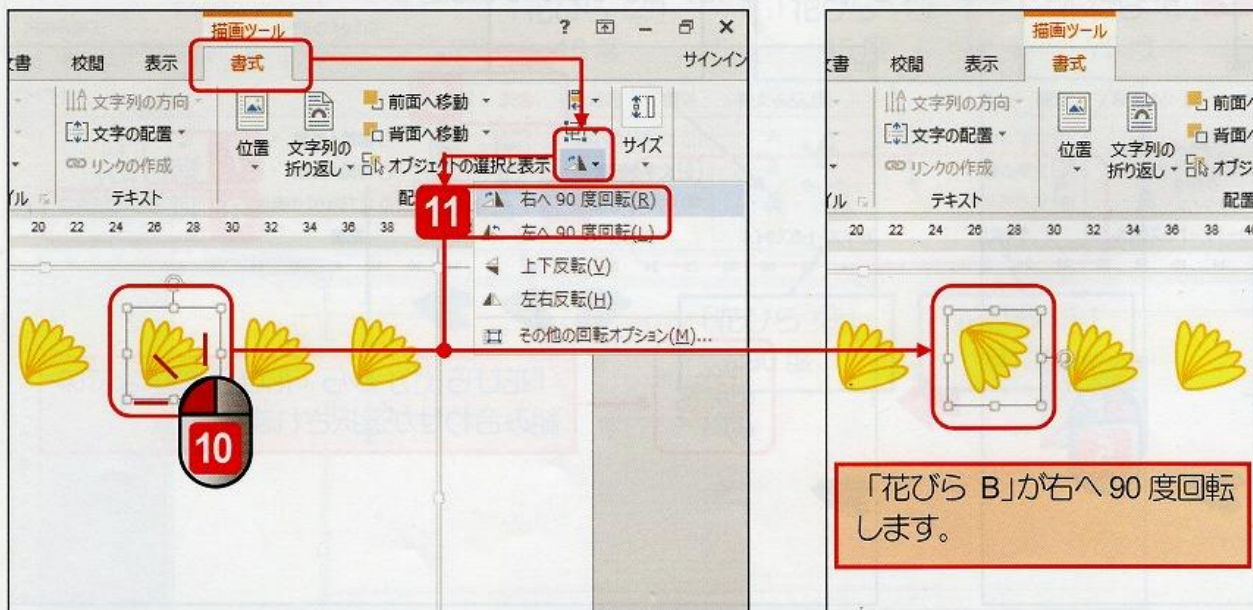 描画ツール
?
サインイン
文書 校閲 表示 書式
文字列の方向
文字の配置
リンクの作成
テキスト
位置
文字列の
折り返し
前面へ移動
背面へ移動
オブジェクトの選択と表示
サイズ
配
20 22 24 26 28 30 32 34 36 38
11
右へ 90 度回転(R)
左へ 90 度回転(L)
上下反転(V)
左右反転(H)
その他の回転オプション(M)...
10
描画ツール
文書 校閲 表示 書式
文字列の方向
文字の配置
リンクの作成
テキスト
位置
文字列の
折り返し
前面へ
背面へ
オブジ
配置
20 22 24 26 28 30 32 34 36 38
「花びら B」が右へ 90 度回転
します。